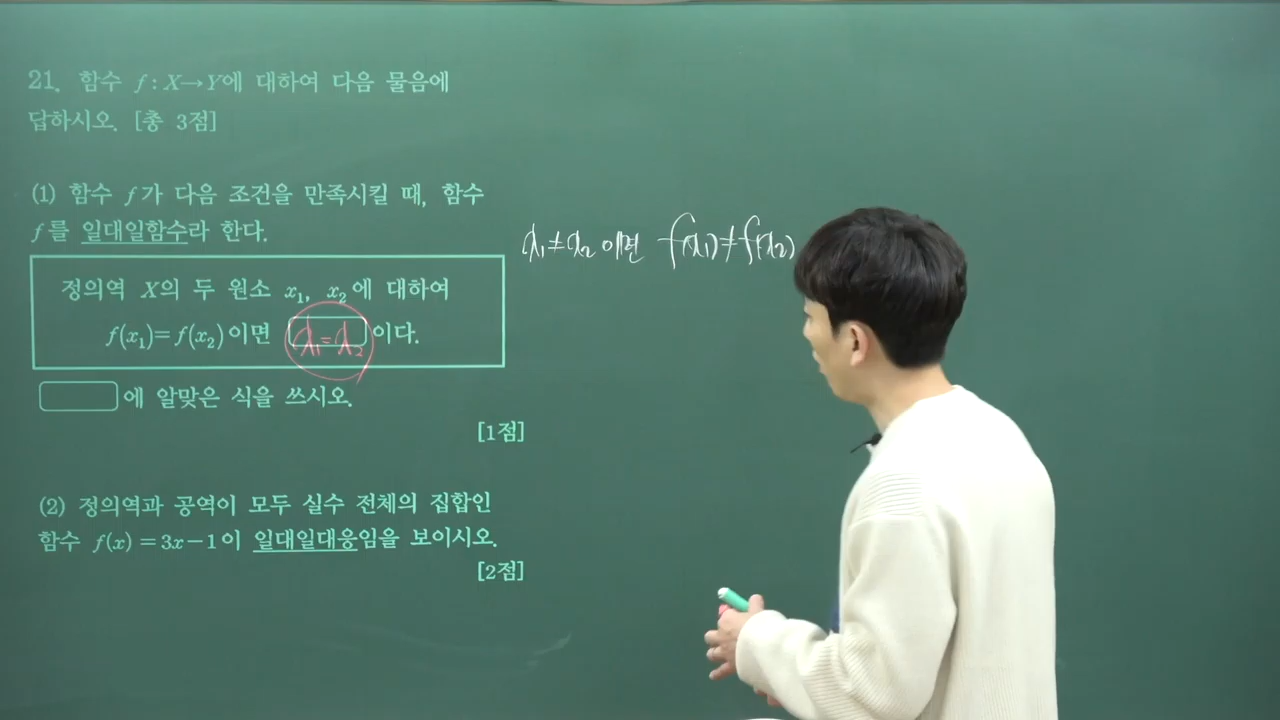 21. 함수 f : X→Y에 대하여 다음 물음에
답하시오. [총 3점]
(1) 함수 f가 다음 조건을 만족시킬 때, 함수
f를 일대일함수라 한다.
정의역 X의 두 원소 x₁, x₂에 대하여
f(x₁)=f(x₂)이면 x₁=x₂ 이다.
에 알맞은 식을 쓰시오.
[1점]
x₁≠x₂ 이면 f(x₁)≠f(x₂)
(2) 정의역과 공역이 모두 실수 전체의 집합인
함수 f(x)=3x-1이 일대일대응임을 보이시오.
[2점]